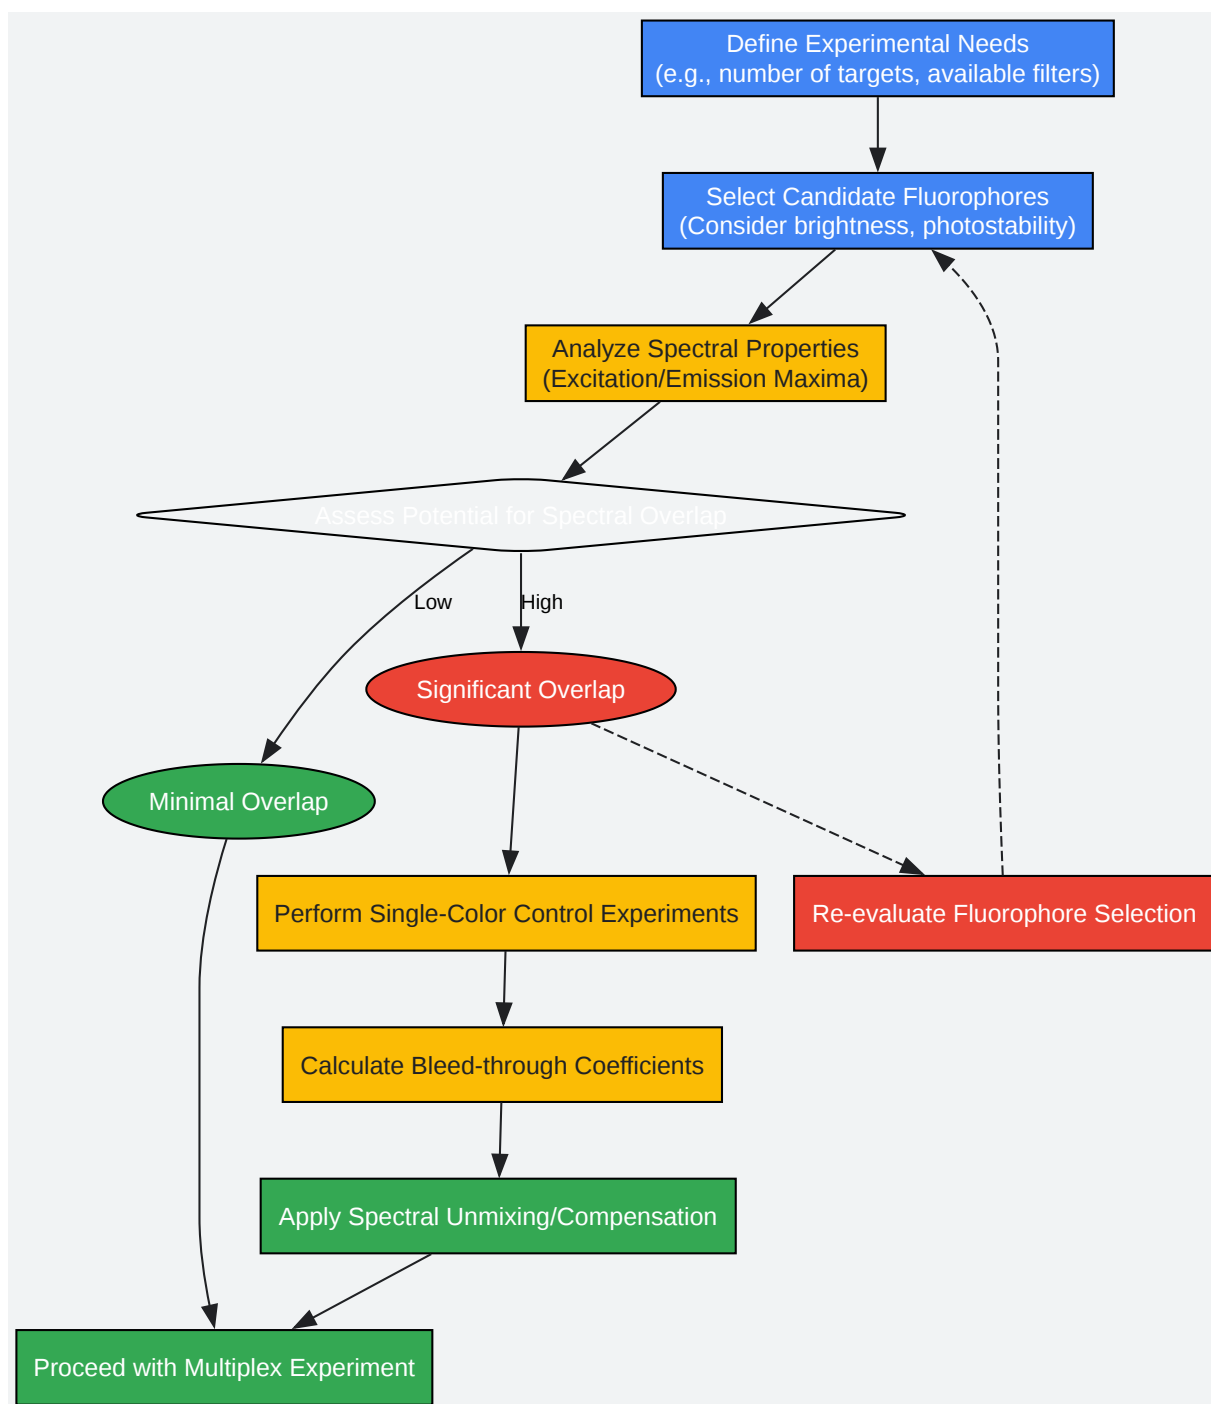 Define Experimental Needs
(e.g., number of targets, available filters)
Select Candidate Fluorophores
(Consider brightness, photostability)
Analyze Spectral Properties
(Excitation/Emission Maxima)
Assess Potential for Spectral Overlap
Low
High
Significant Overlap
Minimal Overlap
Perform Single-Color Control Experiments
Re-evaluate Fluorophore Selection
Calculate Bleed-through Coefficients
Apply Spectral Unmixing/Compensation
Proceed with Multiplex Experiment